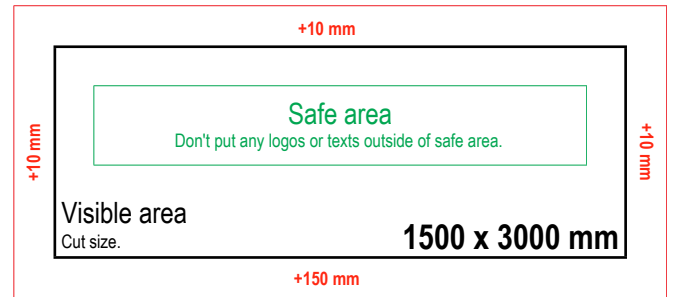 +10 mm
Safe area
Don't put any logos or texts outside of safe area.
+10 mm
+10 mm
Visible area
Cut size.
1500 x 3000 mm
+150 mm